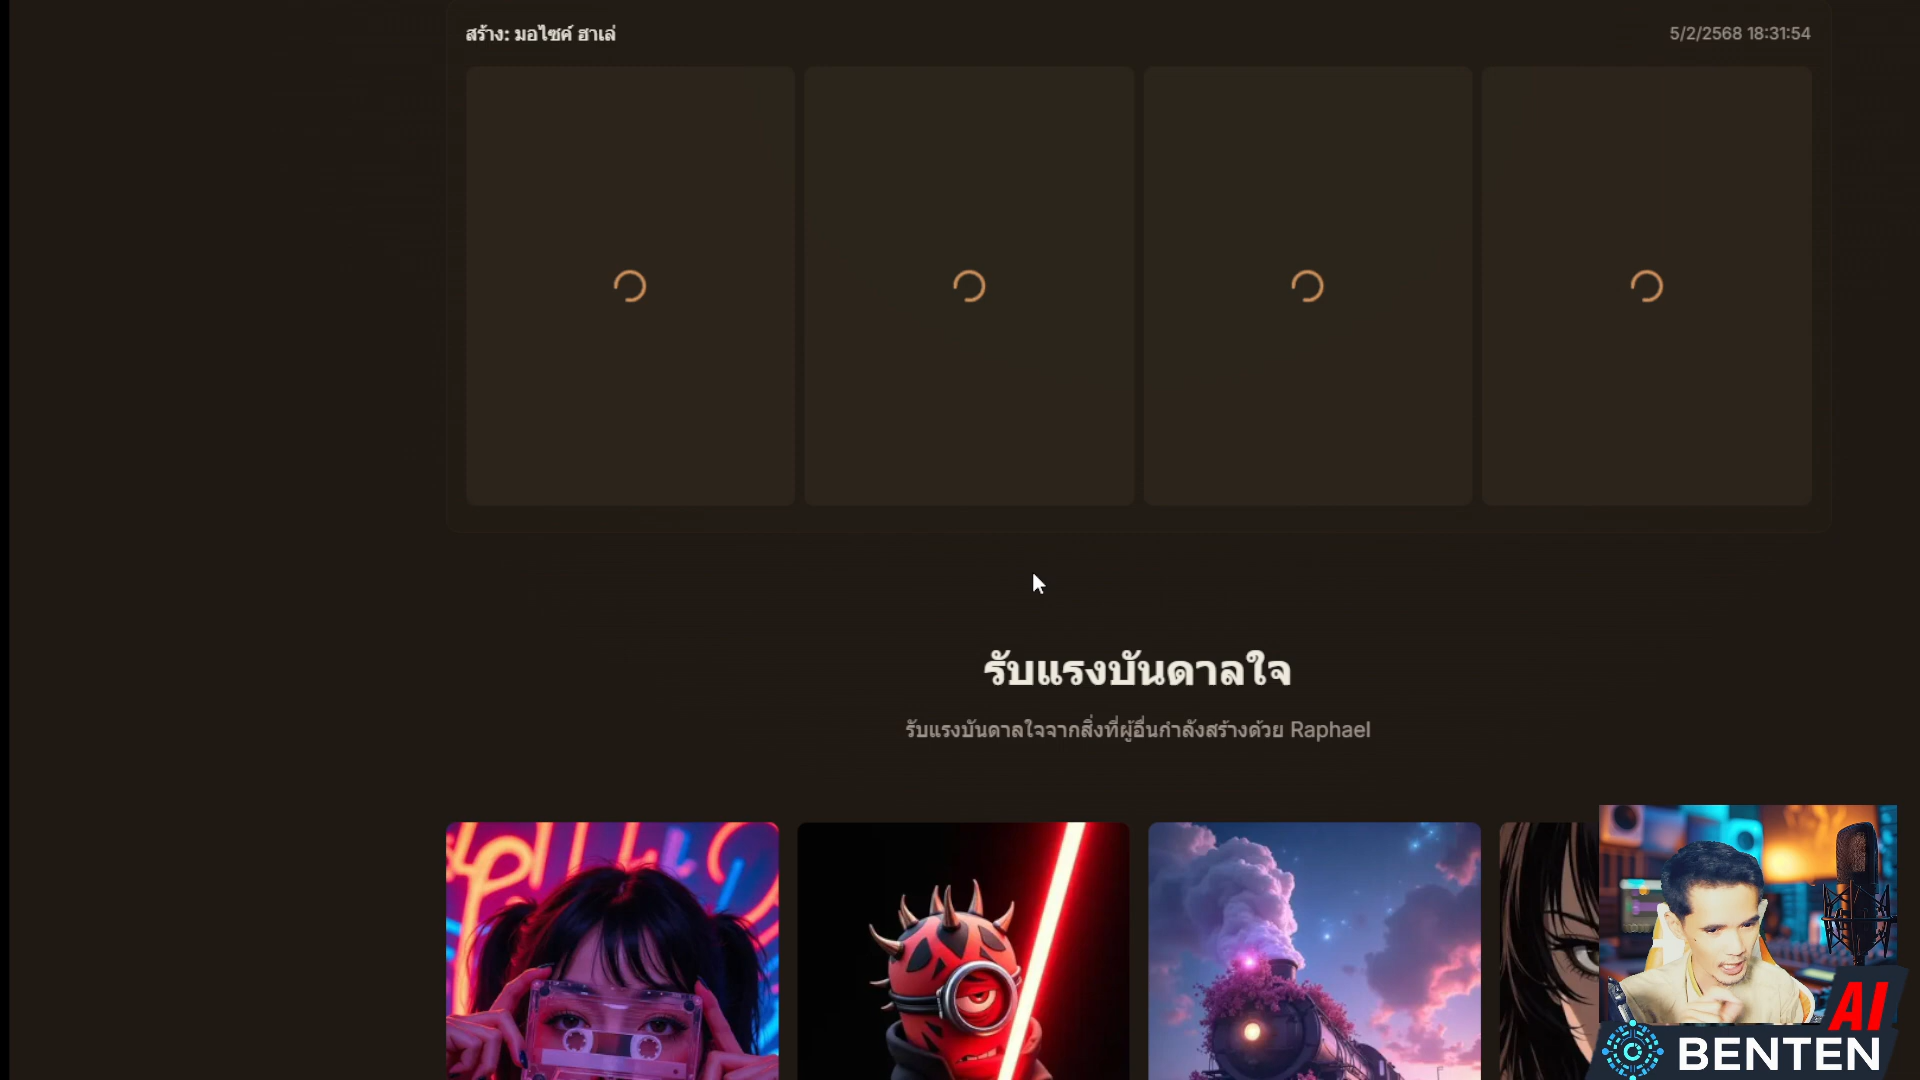 สร้าง: มอไซค์ ฮาเล่
5/2/2568 18:31:54
รับแรงบันดาลใจ
รับแรงบันดาลใจจากสิ่งที่ผู้อื่นกำลังสร้างด้วย Raphael
AI
BENTEN